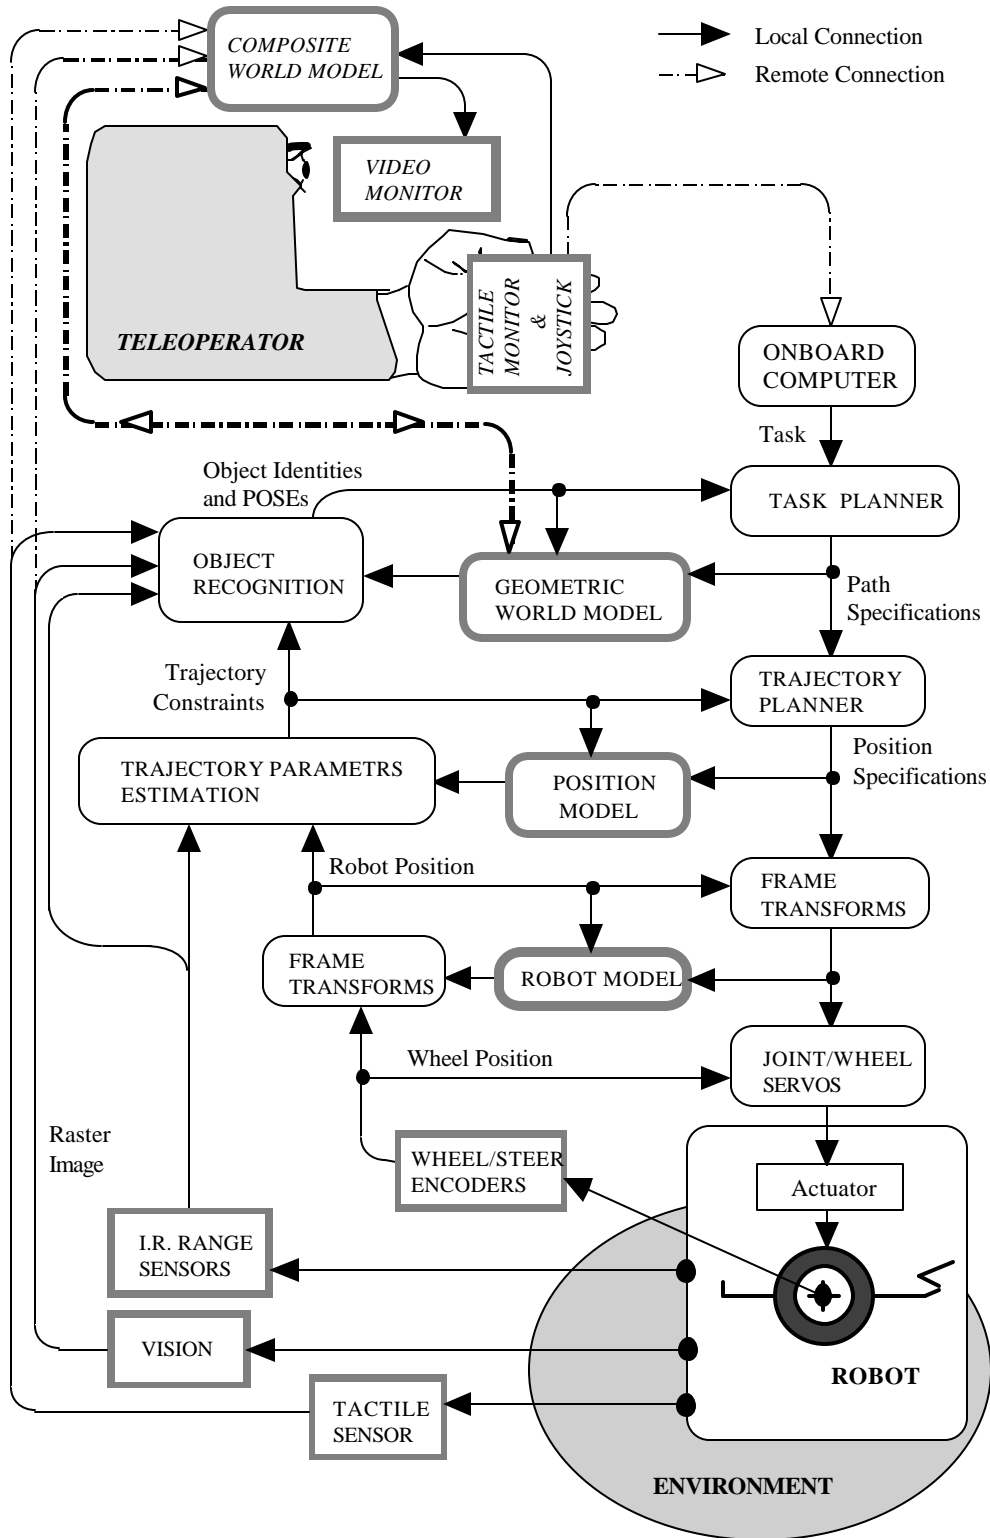 COMPOSITE
WORLD MODEL
Local Connection
Remote Connection
VIDEO
MONITOR
TACTILE
MONITOR
&
JOYSTICK
TELEOPERATOR
ONBOARD
COMPUTER
Task
Object Identities
and POSEs
TASK PLANNER
OBJECT
RECOGNITION
GEOMETRIC
WORLD MODEL
Path
Specifications
Trajectory
Constraints
TRAJECTORY
PLANNER
Position
Specifications
TRAJECTORY PARAMETRS
ESTIMATION
POSITION
MODEL
Robot Position
FRAME
TRANSFORMS
FRAME
TRANSFORMS
ROBOT MODEL
Wheel Position
JOINT/WHEEL
SERVOS
Raster
Image
WHEEL/STEER
ENCODERS
Actuator
I.R. RANGE
SENSORS
VISION
ROBOT
TACTILE
SENSOR
ENVIRONMENT